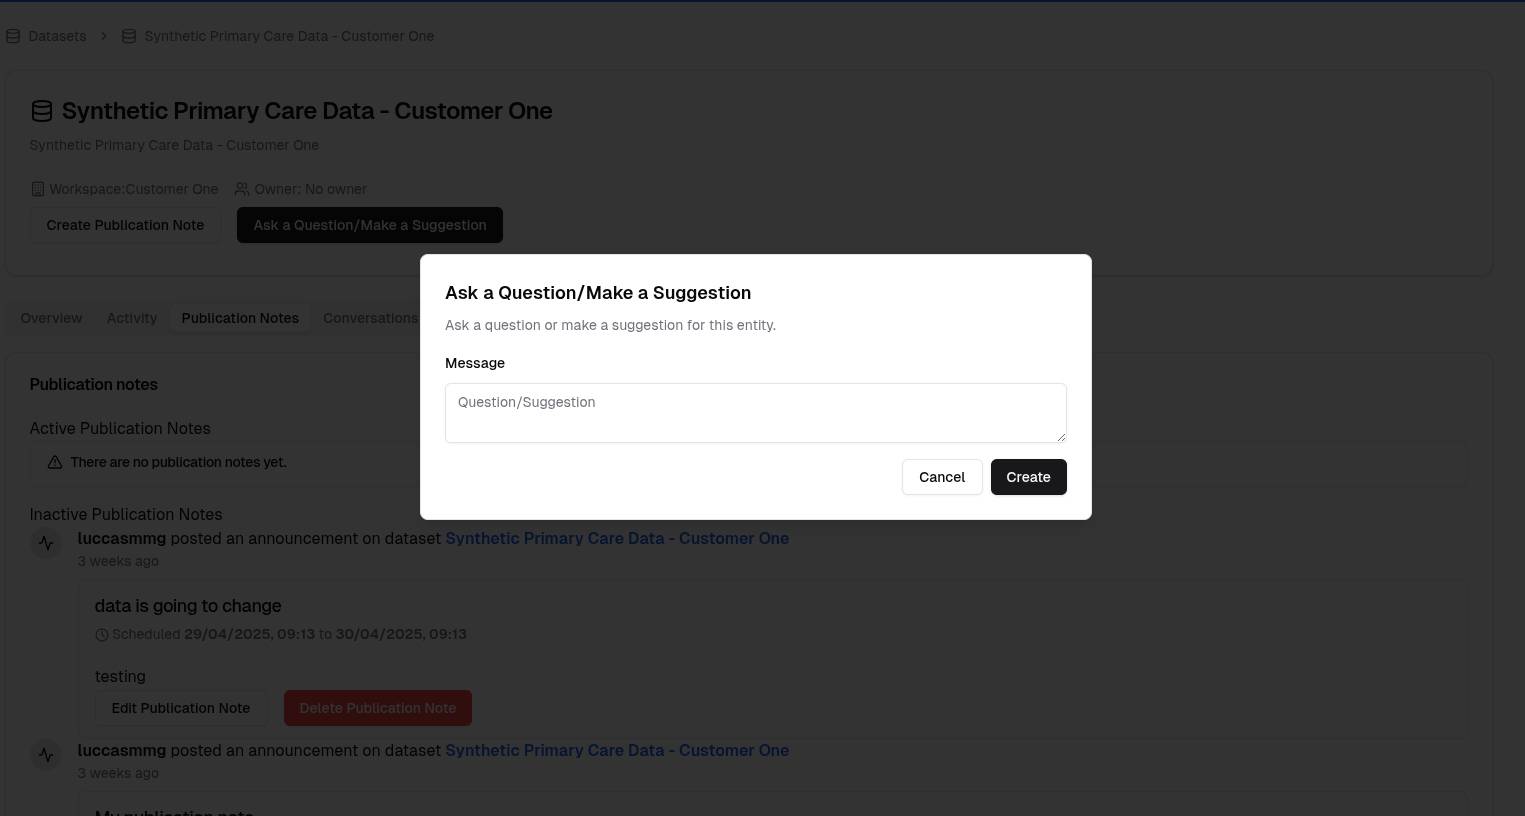 Datasets > Synthetic Primary Care Data - Customer One
Synthetic Primary Care Data - Customer One
Synthetic Primary Care Data - Customer One
Workspace:Customer One Owner: No owner
Create Publication Note Ask a Question/Make a Suggestion
Ask a Question/Make a Suggestion
Ask a question or make a suggestion for this entity.
Message
Question/Suggestion
Cancel Create
Overview Activity Publication Notes Conversations
Publication notes
Active Publication Notes
There are no publication notes yet.
Inactive Publication Notes
luccasmmg posted an announcement on dataset Synthetic Primary Care Data - Customer One
3 weeks ago
data is going to change
Scheduled 29/04/2025, 09:13 to 30/04/2025, 09:13
testing
Edit Publication Note Delete Publication Note
luccasmmg posted an announcement on dataset Synthetic Primary Care Data - Customer One
3 weeks ago
My publication note